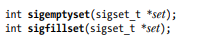 int sigemptyset(sigset_t *set);
int sigfillset(sigset_t *set);